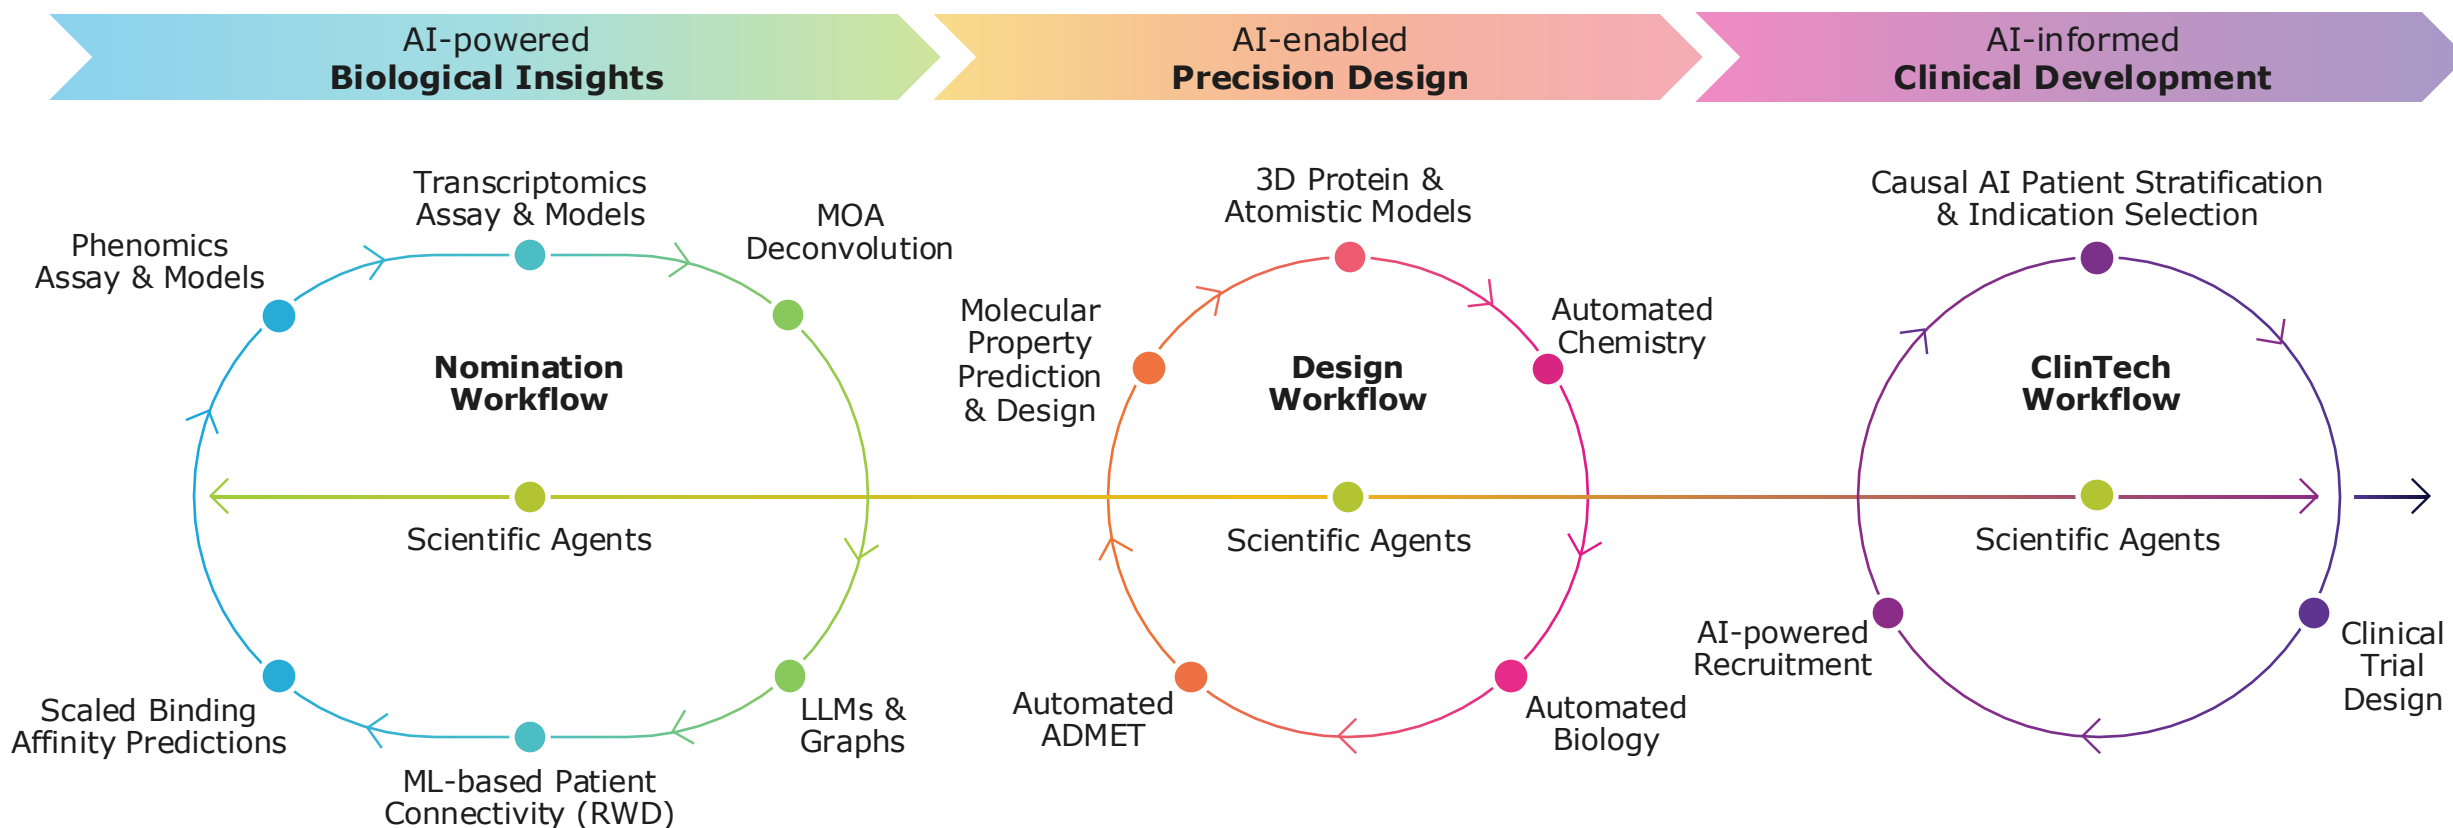 AI-powered
Biological Insights
AI-enabled
Precision Design
AI-informed
Clinical Development
Transcriptomics
Assay & Models
MOA
Deconvolution
Phenomics
Assay & Models
Nomination
Workflow
Scientific Agents
Scaled Binding
Affinity Predictions
LLMs &
Graphs
ML-based Patient
Connectivity (RWD)
3D Protein &
Atomistic Models
Molecular
Property
Prediction
& Design
Automated
Chemistry
Design
Workflow
Scientific Agents
Automated
ADMET
Automated
Biology
Causal AI Patient Stratification
& Indication Selection
ClinTech
Workflow
Scientific Agents
AI-powered
Recruitment
Clinical
Trial
Design